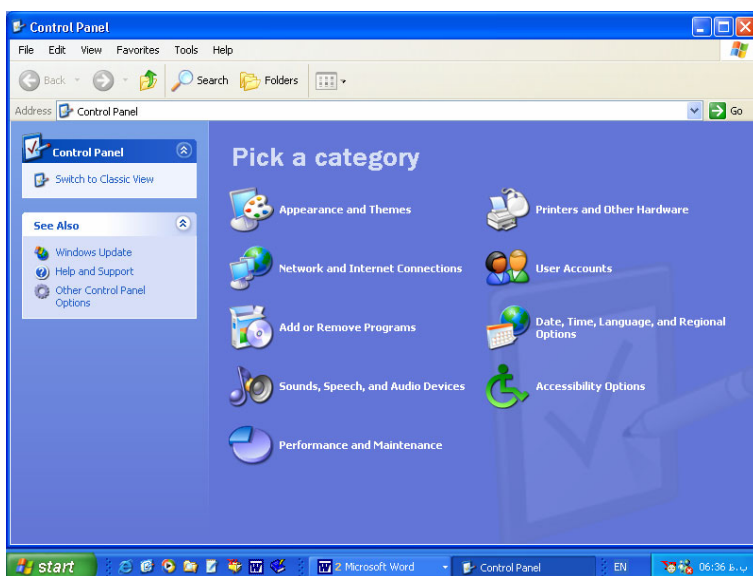 Control Panel
File Edit View Favorites Tools Help
Back Search Folders
Address Control Panel Go
Control Panel
Switch to Classic View
See Also
Windows Update
Help and Support
Other Control Panel
Options
Pick a category
Appearance and Themes
Printers and Other Hardware
Network and Internet Connections
User Accounts
Add or Remove Programs
Date, Time, Language, and Regional
Options
Sounds, Speech, and Audio Devices
Accessibility Options
Performance and Maintenance
start 2 Microsoft Word Control Panel EN 06:36 ب.ظ